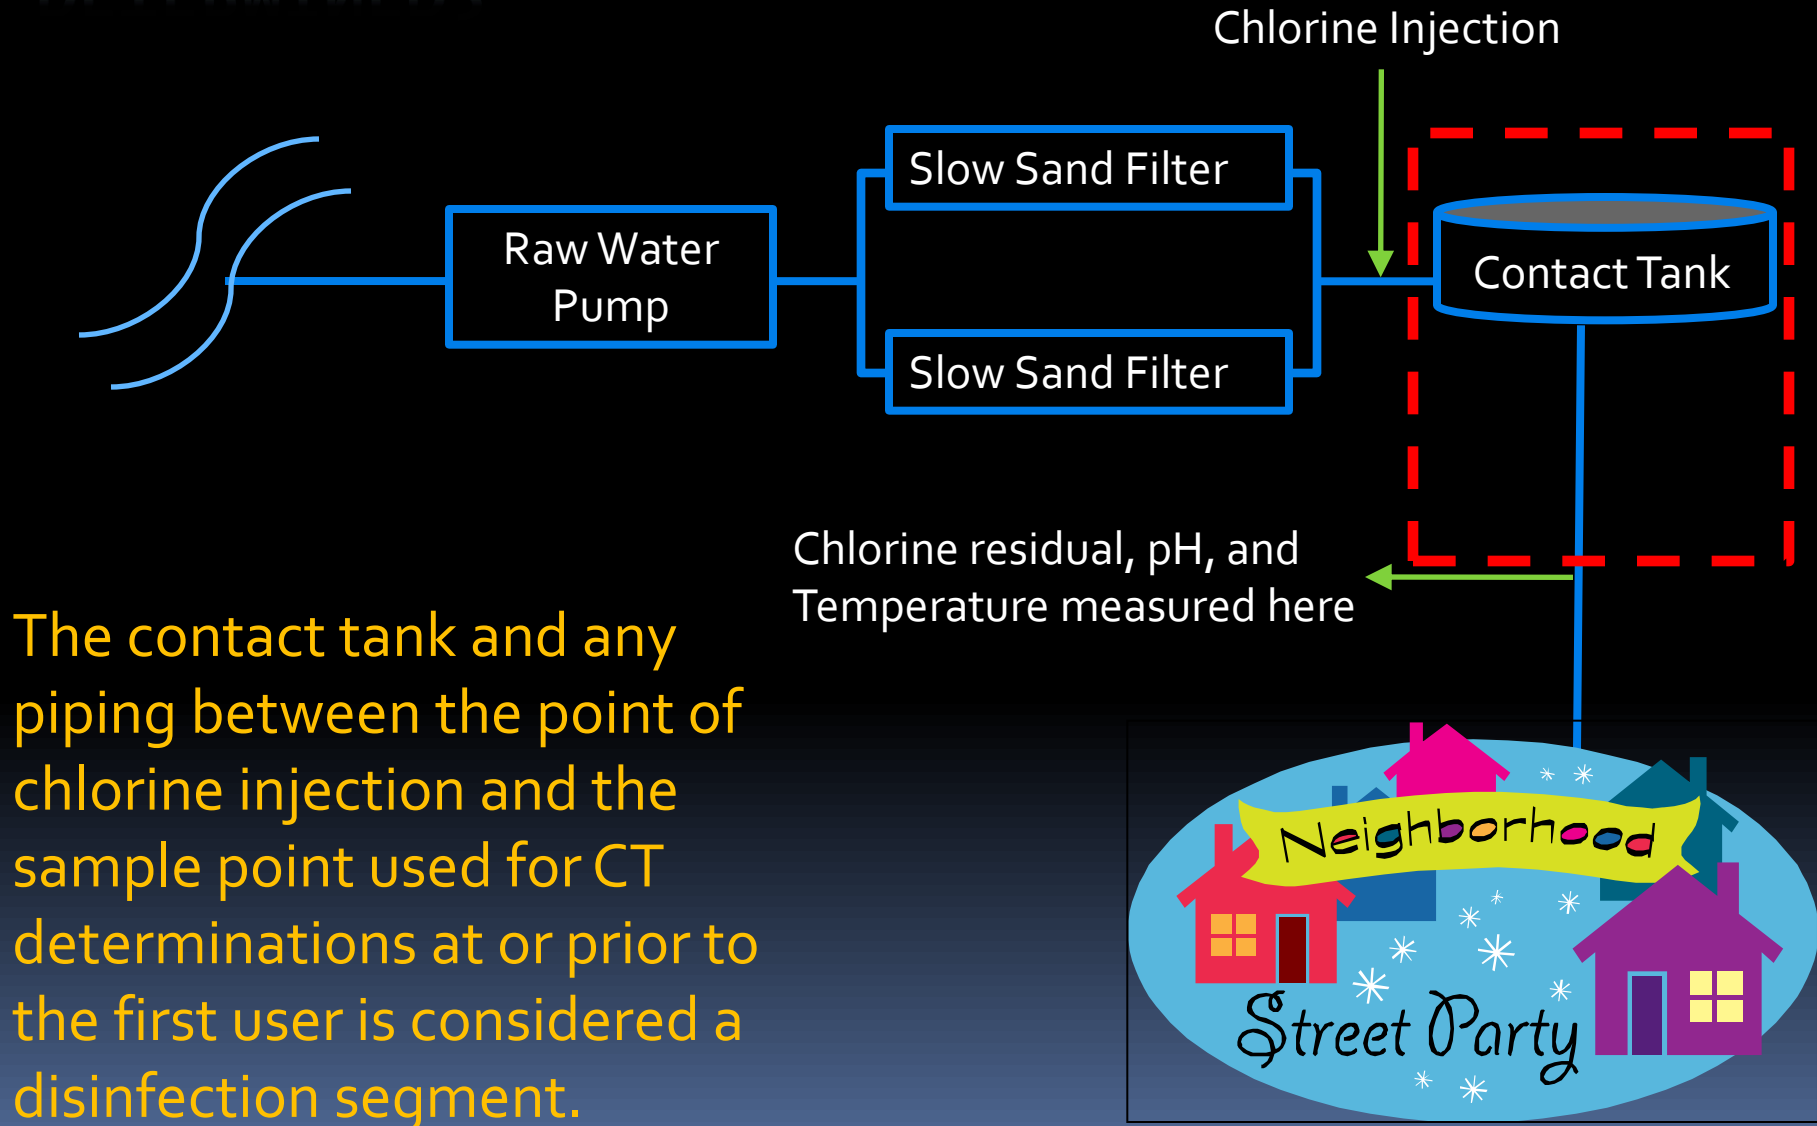 Chlorine Injection
Slow Sand Filter
Raw Water
Pump
Contact Tank
Slow Sand Filter
Chlorine residual, pH, and
Temperature measured here
The contact tank and any
piping between the point of
chlorine injection and the
sample point used for CT
determinations at or prior to
the first user is considered a
disinfection segment.
Neighborhood
Street Party